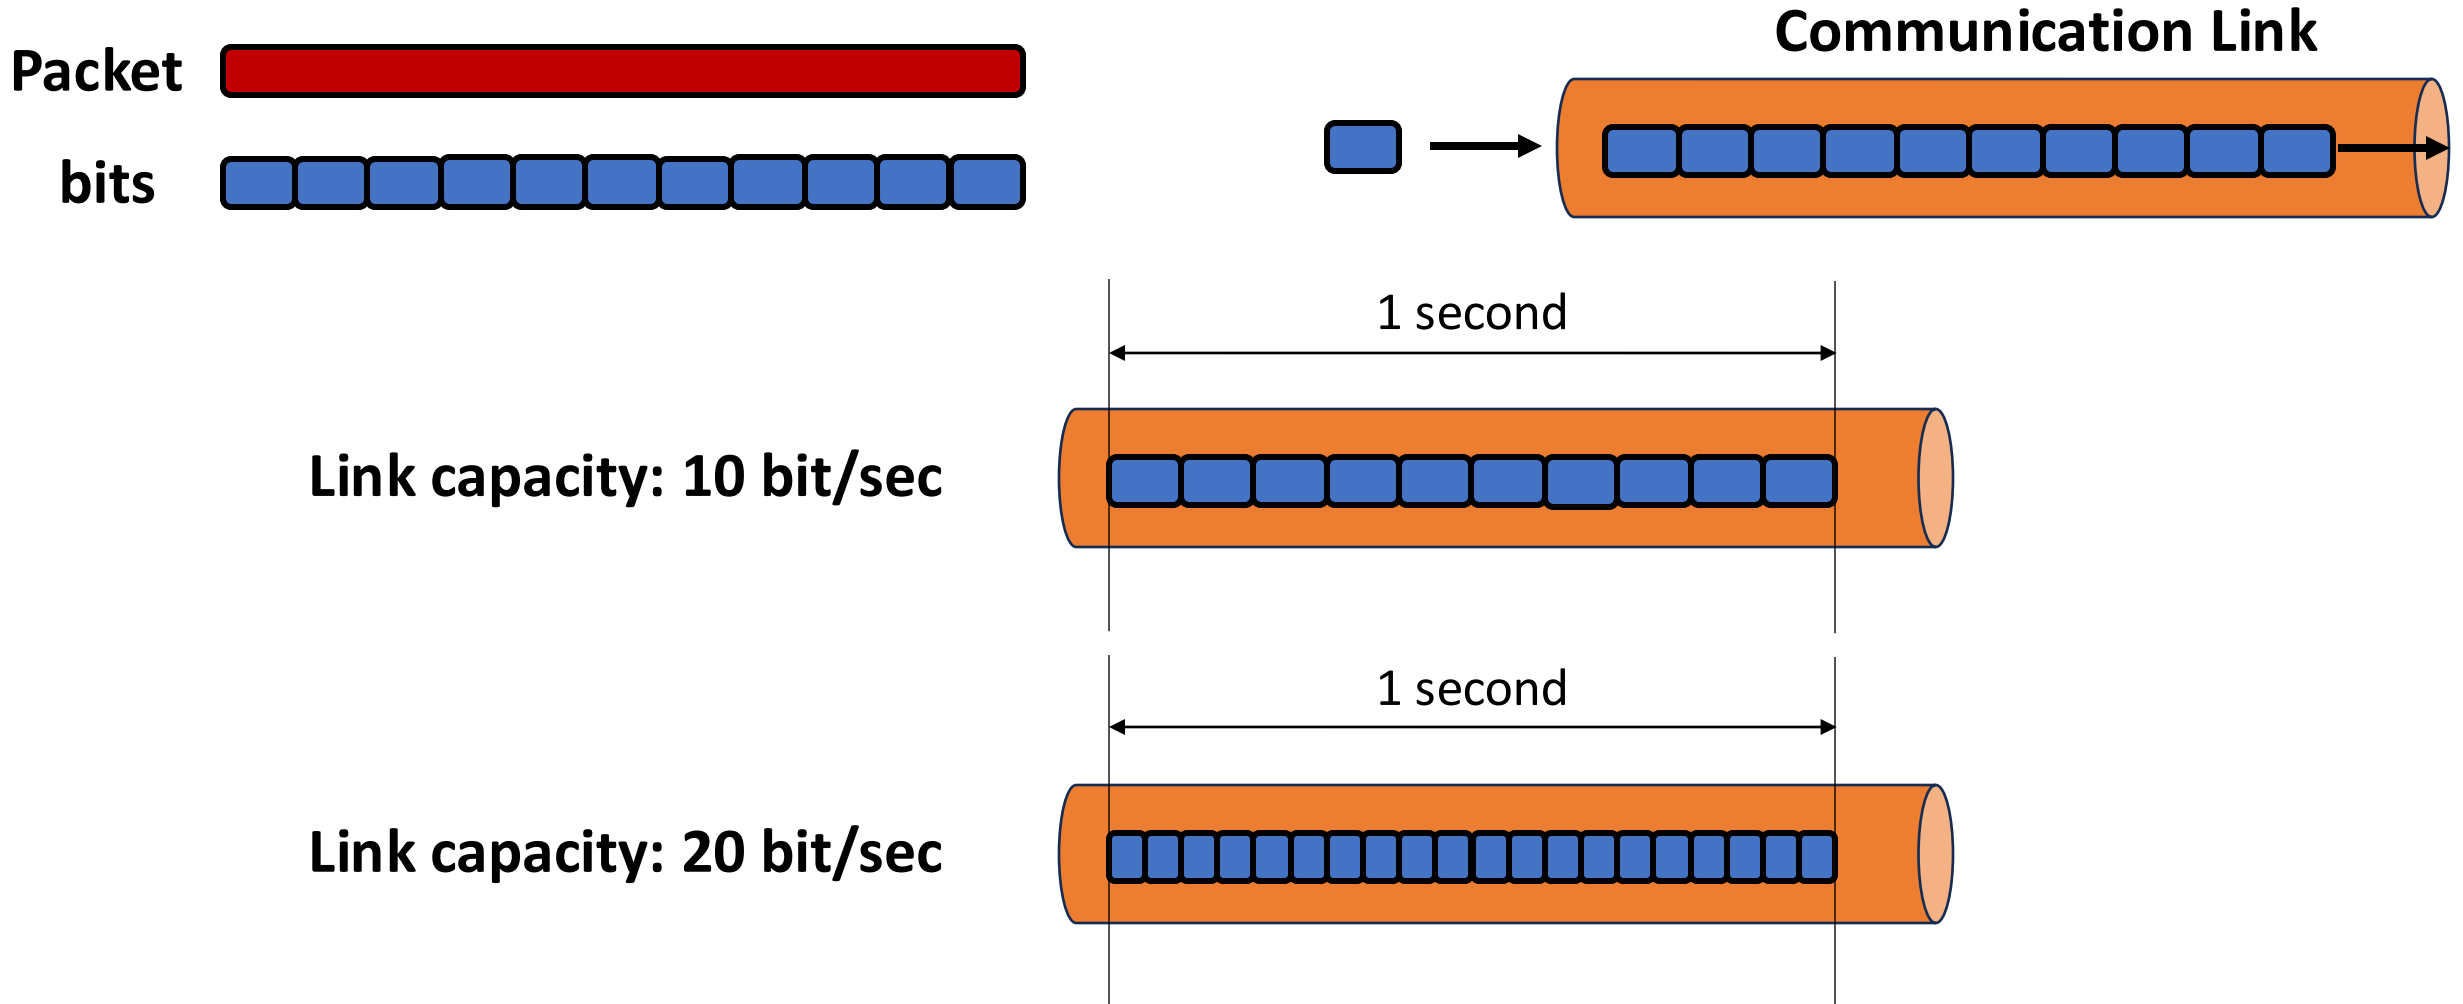 Communication Link
Packet
bits
1 second
Link capacity: 10 bit/sec
1 second
Link capacity: 20 bit/sec